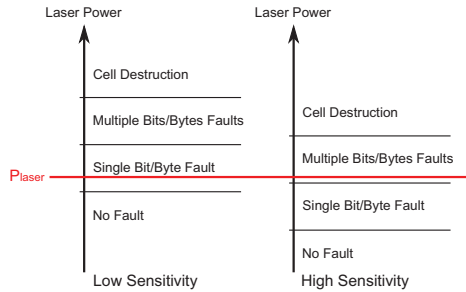 Laser Power
Cell Destruction
Multiple Bits/Bytes Faults
Single Bit/Byte Fault
Plaser
No Fault
Low Sensitivity
Laser Power
Cell Destruction
Multiple Bits/Bytes Faults
Single Bit/Byte Fault
No Fault
High Sensitivity